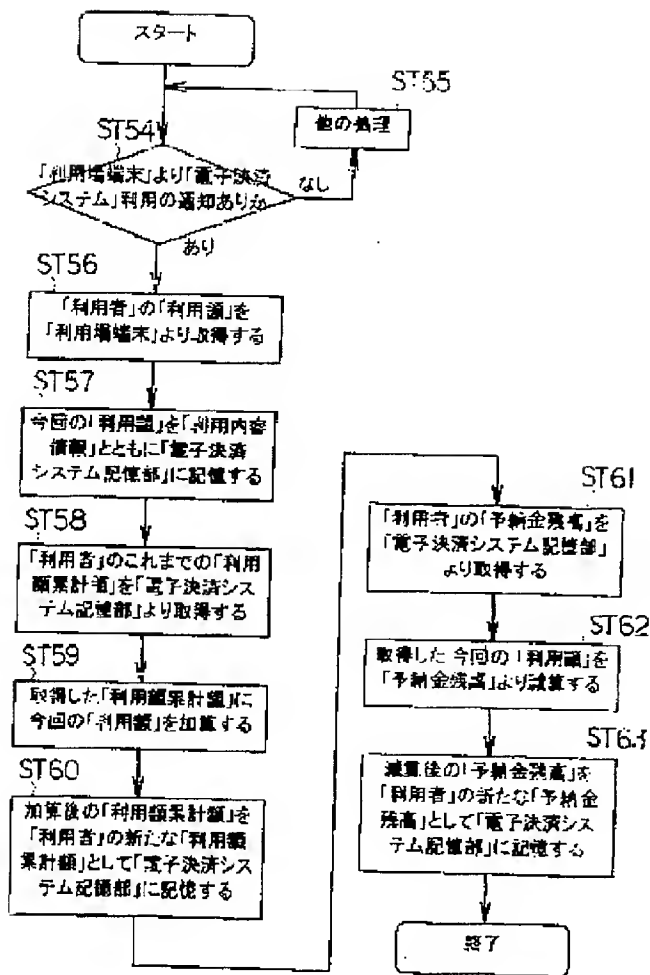 スタート
ST55
他の処理
ST54
「利用場端末」より「電子決済
システム」利用の通知ありか
なし
あり
ST56
「利用者」の「利用額」を
「利用場端末」より取得する
ST57
今回の「利用額」を「利用内容
情報」とともに「電子決済
システム記憶部」に記憶する
ST58
「利用者」のこれまでの「利用
額累計額」を「電子決済シス
テム記憶部」より取得する
ST59
取得した「利用額累計額」に
今回の「利用額」を加算する
ST60
加算後の「利用額累計額」を
「利用者」の新たな「利用額
累計額」として「電子決済シス
テム記憶部」に記憶する
ST61
「利用者」の「予納金残高」を
「電子決済システム記憶部」
より取得する
ST62
取得した今回の「利用額」を
「予納金残高」より減算する
ST63
減算後の「予納金残高」を
「利用者」の新たな「予納金
残高」として「電子決済シス
テム記憶部」に記憶する
終了